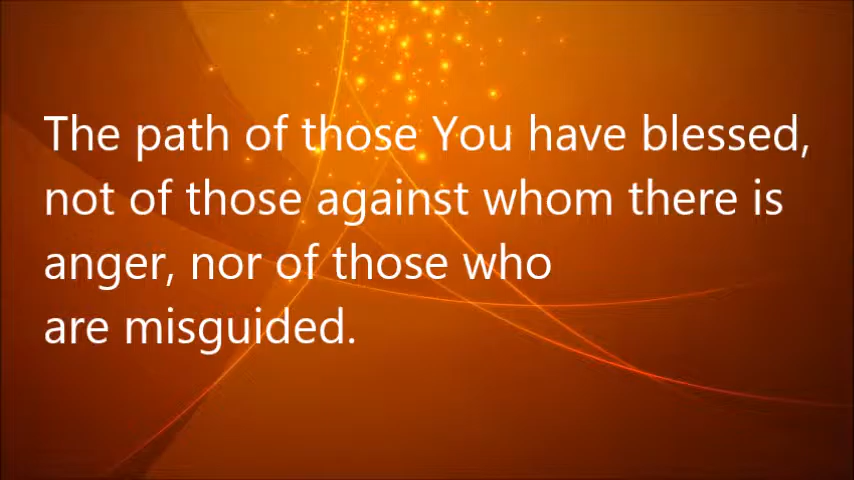 The path of those You have blessed,
not of those against whom there is
anger, nor of those who
are misguided.